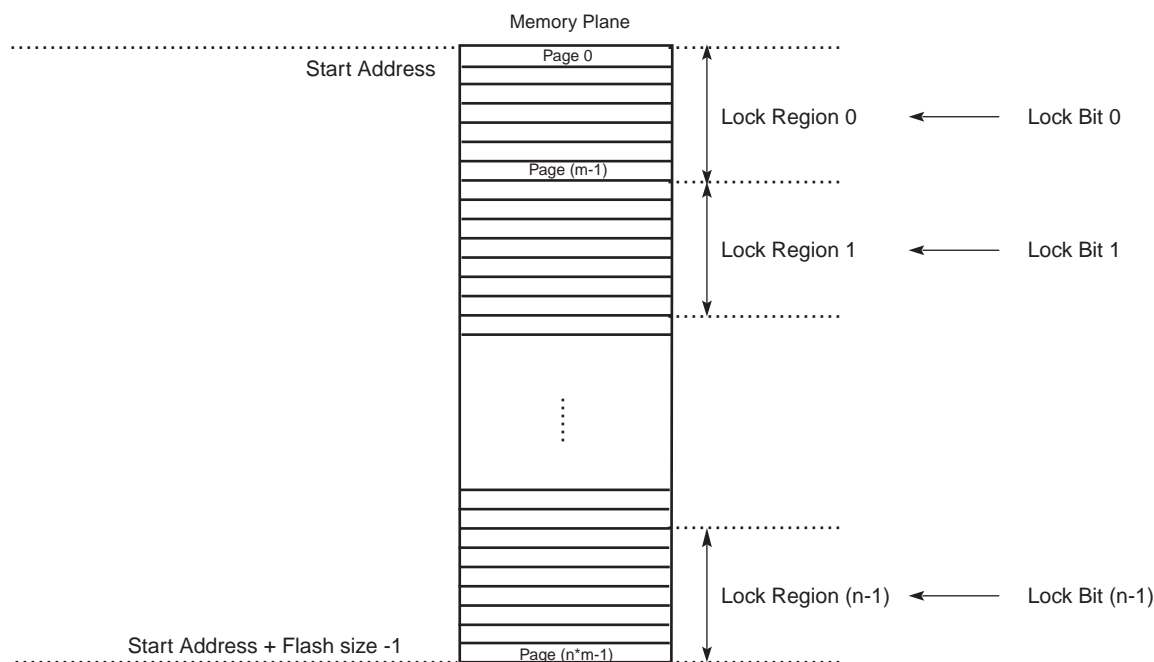 Memory Plane
Page 0
Start Address
Lock Region 0
Lock Bit 0
Page (m-1)
Lock Region 1
Lock Bit 1
Lock Region (n-1)
Lock Bit (n-1)
Start Address + Flash size -1
Page (n*m-1)